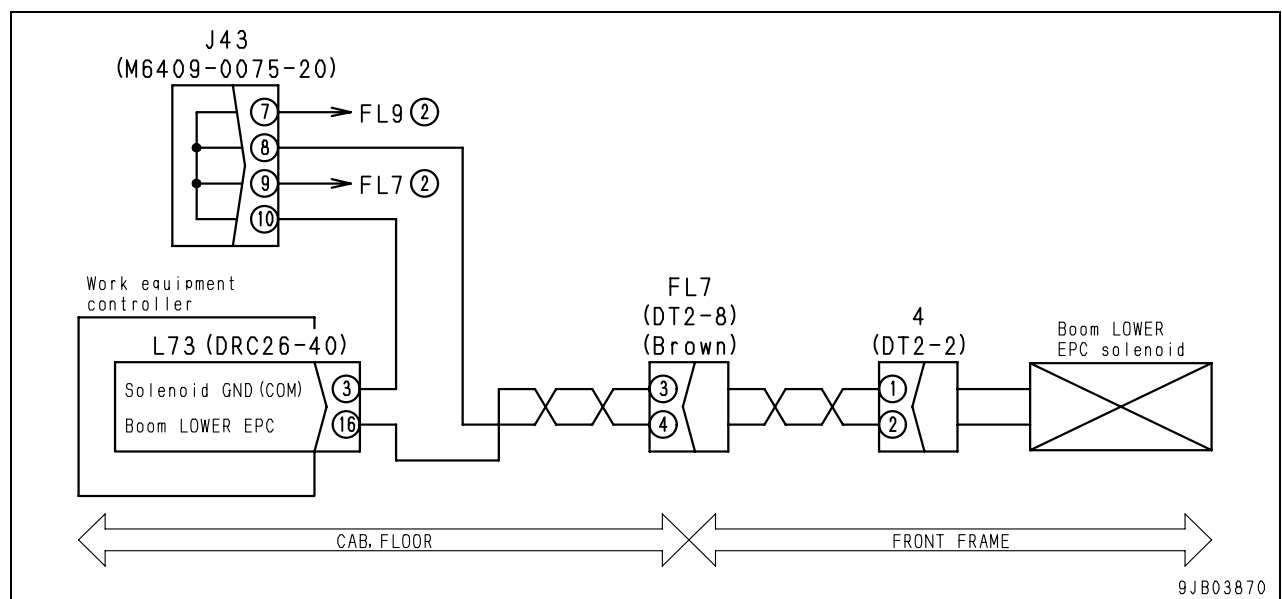 J43
(M6409-0075-20)
⑦ FL9 ②
⑧
⑨ FL7 ②
⑩
Work equipment
controller
L73 (DRC26-40)
Solenoid GND (COM) ③
Boom LOWER EPC ⑯
FL7
(DT2-8)
(Brown)
③
④
4
(DT2-2)
①
②
Boom LOWER
EPC solenoid
CAB, FLOOR
FRONT FRAME
9JB03870